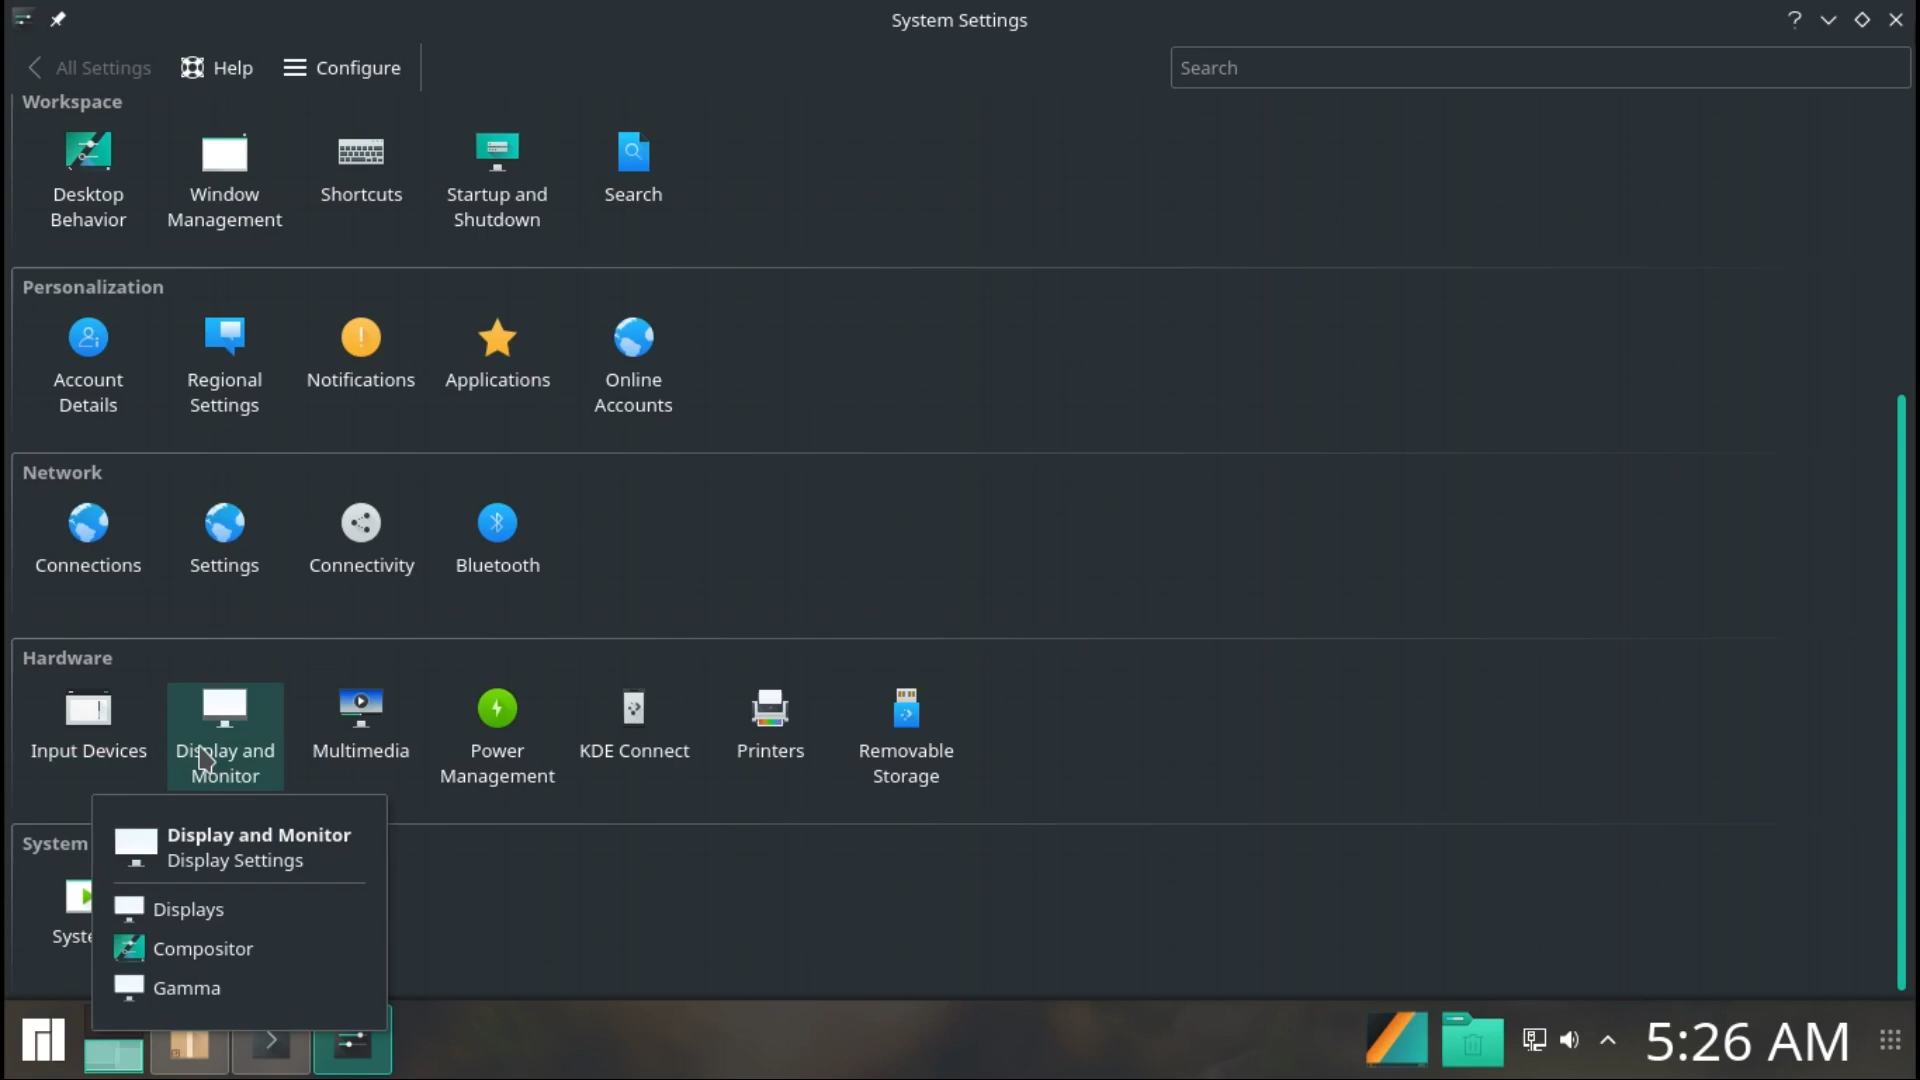 System Settings
All Settings
Help
Configure
Search
Workspace
Desktop
Behavior
Window
Management
Shortcuts
Startup and
Shutdown
Search
Personalization
Account
Details
Regional
Settings
Notifications
Applications
Online
Accounts
Network
Connections
Settings
Connectivity
Bluetooth
Hardware
Input Devices
Display and
Monitor
Multimedia
Power
Management
KDE Connect
Printers
Removable
Storage
System
Syste
Display and Monitor
Display Settings
Displays
Compositor
Gamma
5:26 AM